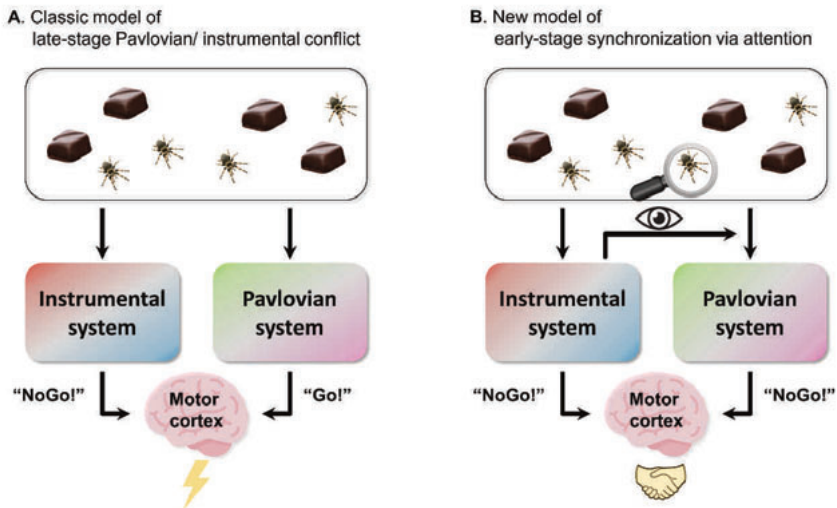 A. Classic model of
late-stage Pavlovian/ instrumental conflict
Instrumental
system
Pavlovian
system
“NoGo!”
“Go!”
Motor
cortex
B. New model of
early-stage synchronization via attention
Instrumental
system
Pavlovian
system
“NoGo!”
“NoGo!”
Motor
cortex